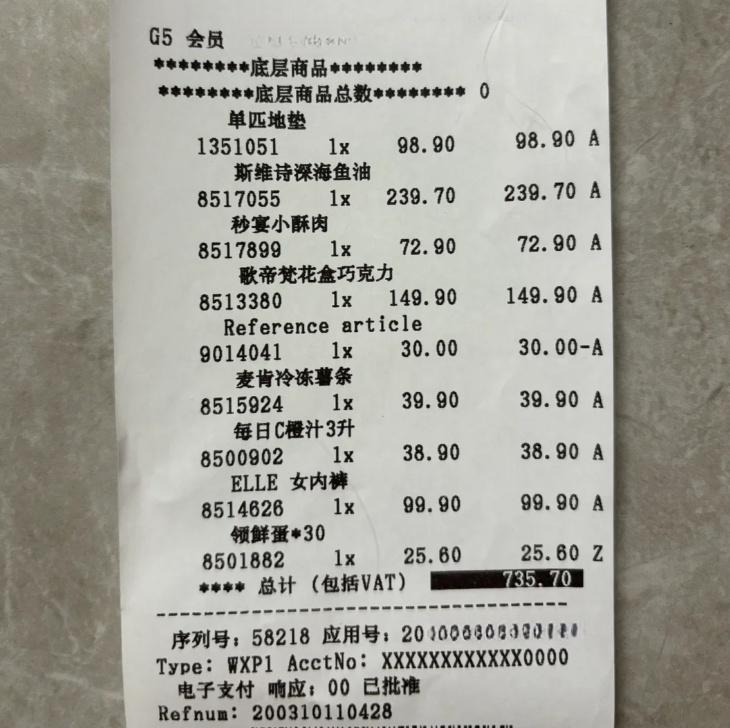 G5 会员
********底层商品********
********底层商品总数******** 0
单匹地垫
1351051 1x 98.90 98.90 A
斯维诗深海鱼油
8517055 1x 239.70 239.70 A
秒宴小酥肉
8517899 1x 72.90 72.90 A
歌帝梵花盒巧克力
8513380 1x 149.90 149.90 A
Reference article
9014041 1x 30.00 30.00-A
麦肯冷冻薯条
8515924 1x 39.90 39.90 A
每日C橙汁3升
8500902 1x 38.90 38.90 A
ELLE 女内裤
8514626 1x 99.90 99.90 A
领鲜蛋*30
8501882 1x 25.60 25.60 Z
**** 总计 (包括VAT) 735.70
序列号: 58218 应用号:
Type: WXP1 AcctNo: XXXXXXXXXXXX0000
电子支付 响应: 00 已批准
Refnum: 200310110428